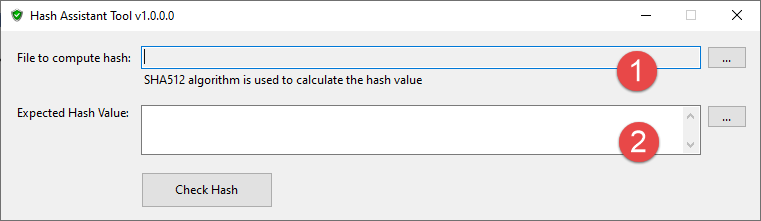 Hash Assistant Tool v1.0.0.0
File to compute hash: 1 ...
SHA512 algorithm is used to calculate the hash value
Expected Hash Value: ...
2
Check Hash